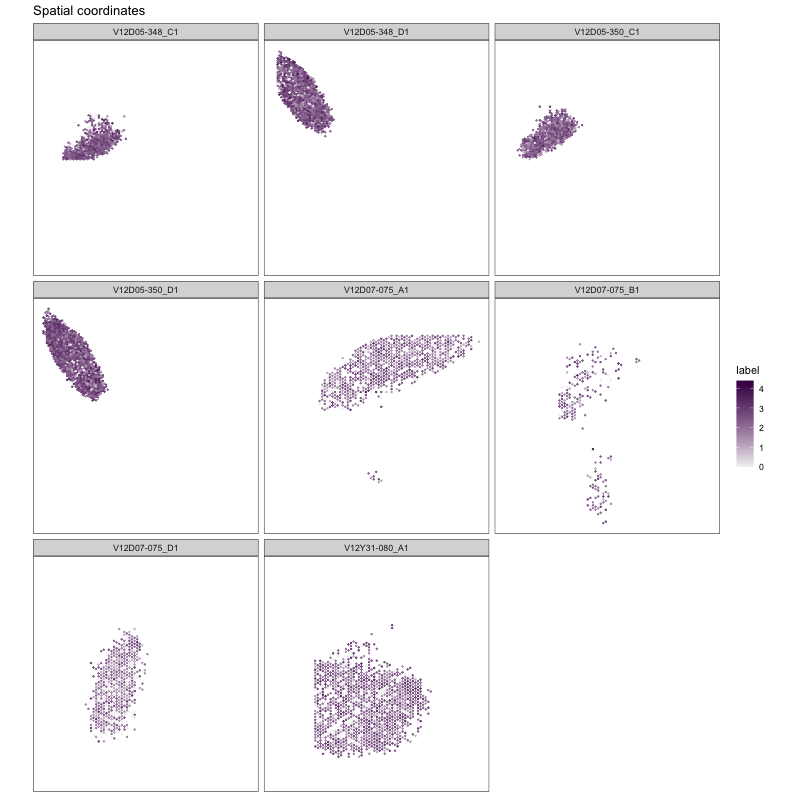 Spatial coordinates
V12D05-348_C1
V12D05-348_D1
V12D05-350_C1
V12D05-350_D1
V12D07-075_A1
V12D07-075_B1
label
4
3
2
1
0
V12D07-075_D1
V12Y31-080_A1